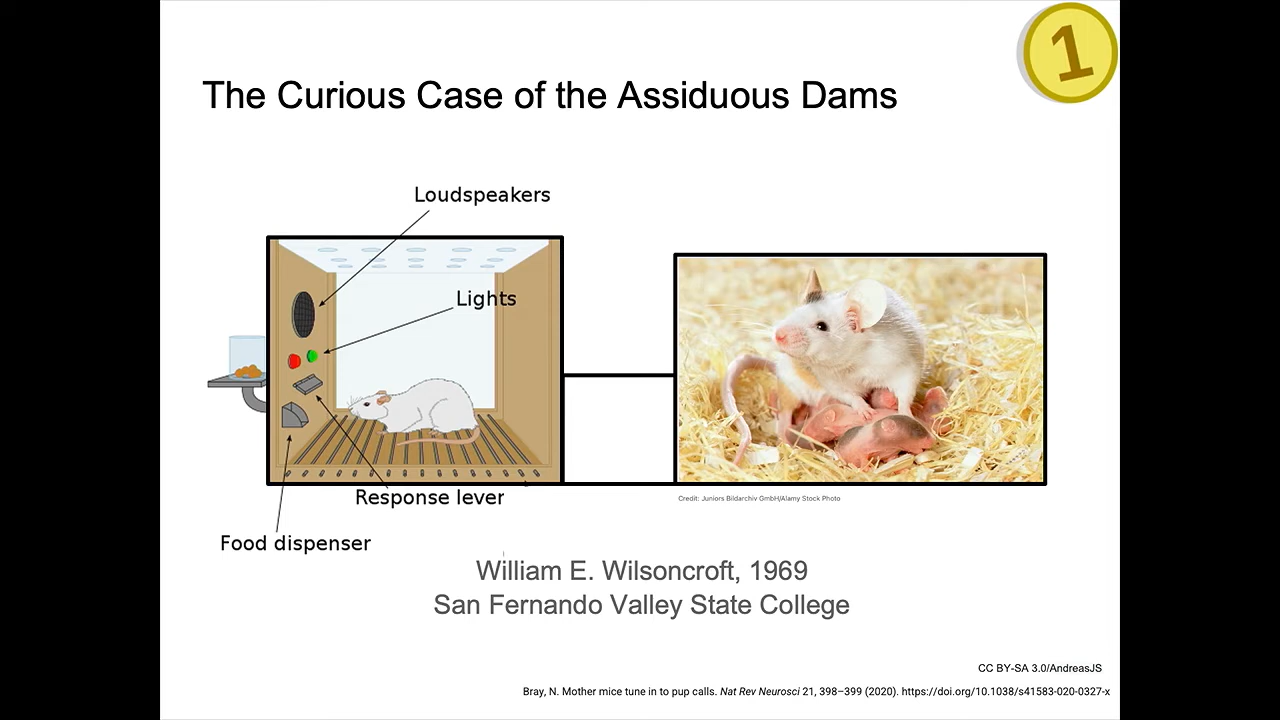 1
The Curious Case of the Assiduous Dams
Loudspeakers
Lights
Response lever
Credit: Juniors Bildarchiv GmbH/Alamy Stock Photo
Food dispenser
William E. Wilsoncroft, 1969
San Fernando Valley State College
CC BY-SA 3.0/AndreasJS
Bray, N. Mother mice tune in to pup calls. Nat Rev Neurosci 21, 398–399 (2020). https://doi.org/10.1038/s41583-020-0327-x